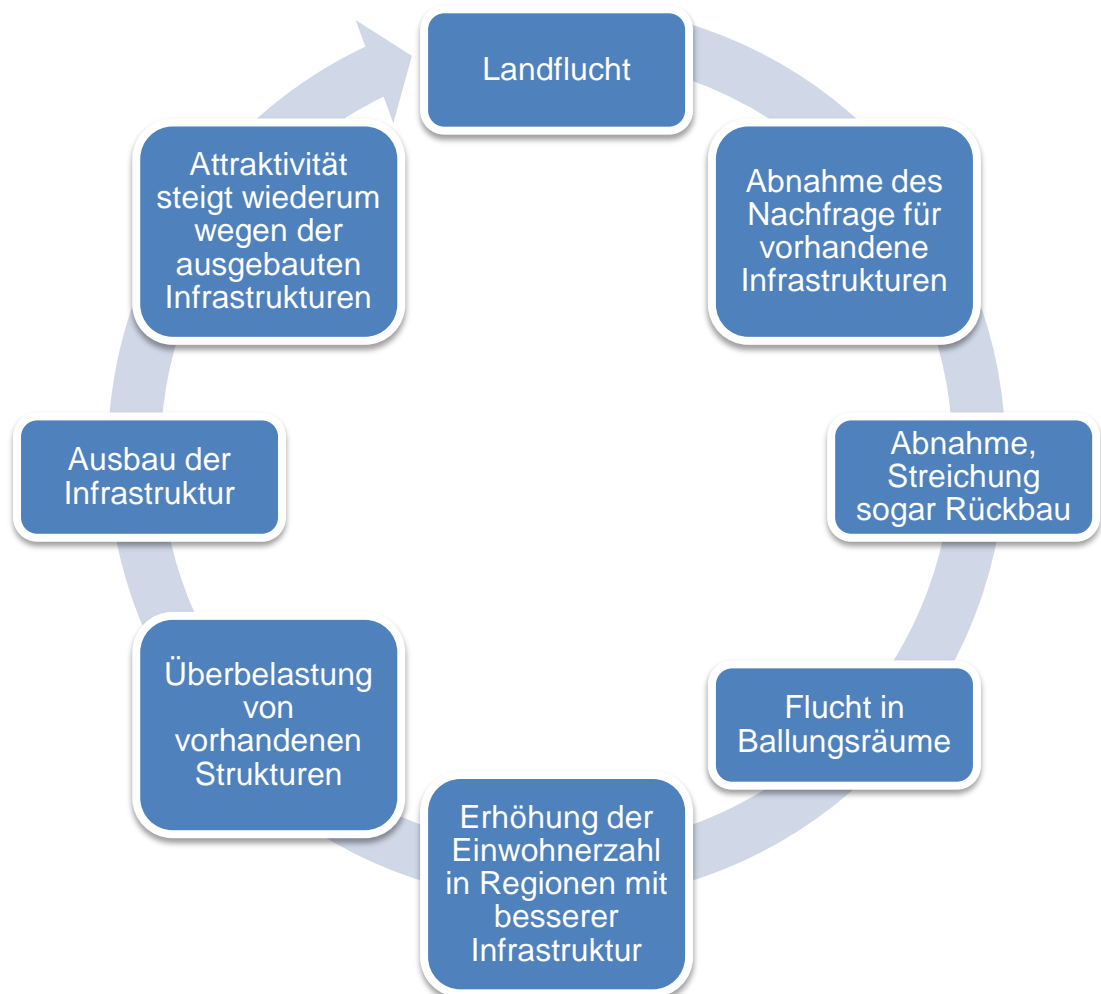 Landflucht
Abnahme des
Nachfrage für
vorhandene
Infrastrukturen
Abnahme,
Streichung
sogar Rückbau
Flucht in
Ballungsräume
Erhöhung der
Einwohnerzahl
in Regionen mit
besserer
Infrastruktur
Überbelastung
von
vorhandenen
Strukturen
Ausbau der
Infrastruktur
Attraktivität
steigt wiederum
wegen der
ausgebauten
Infrastrukturen